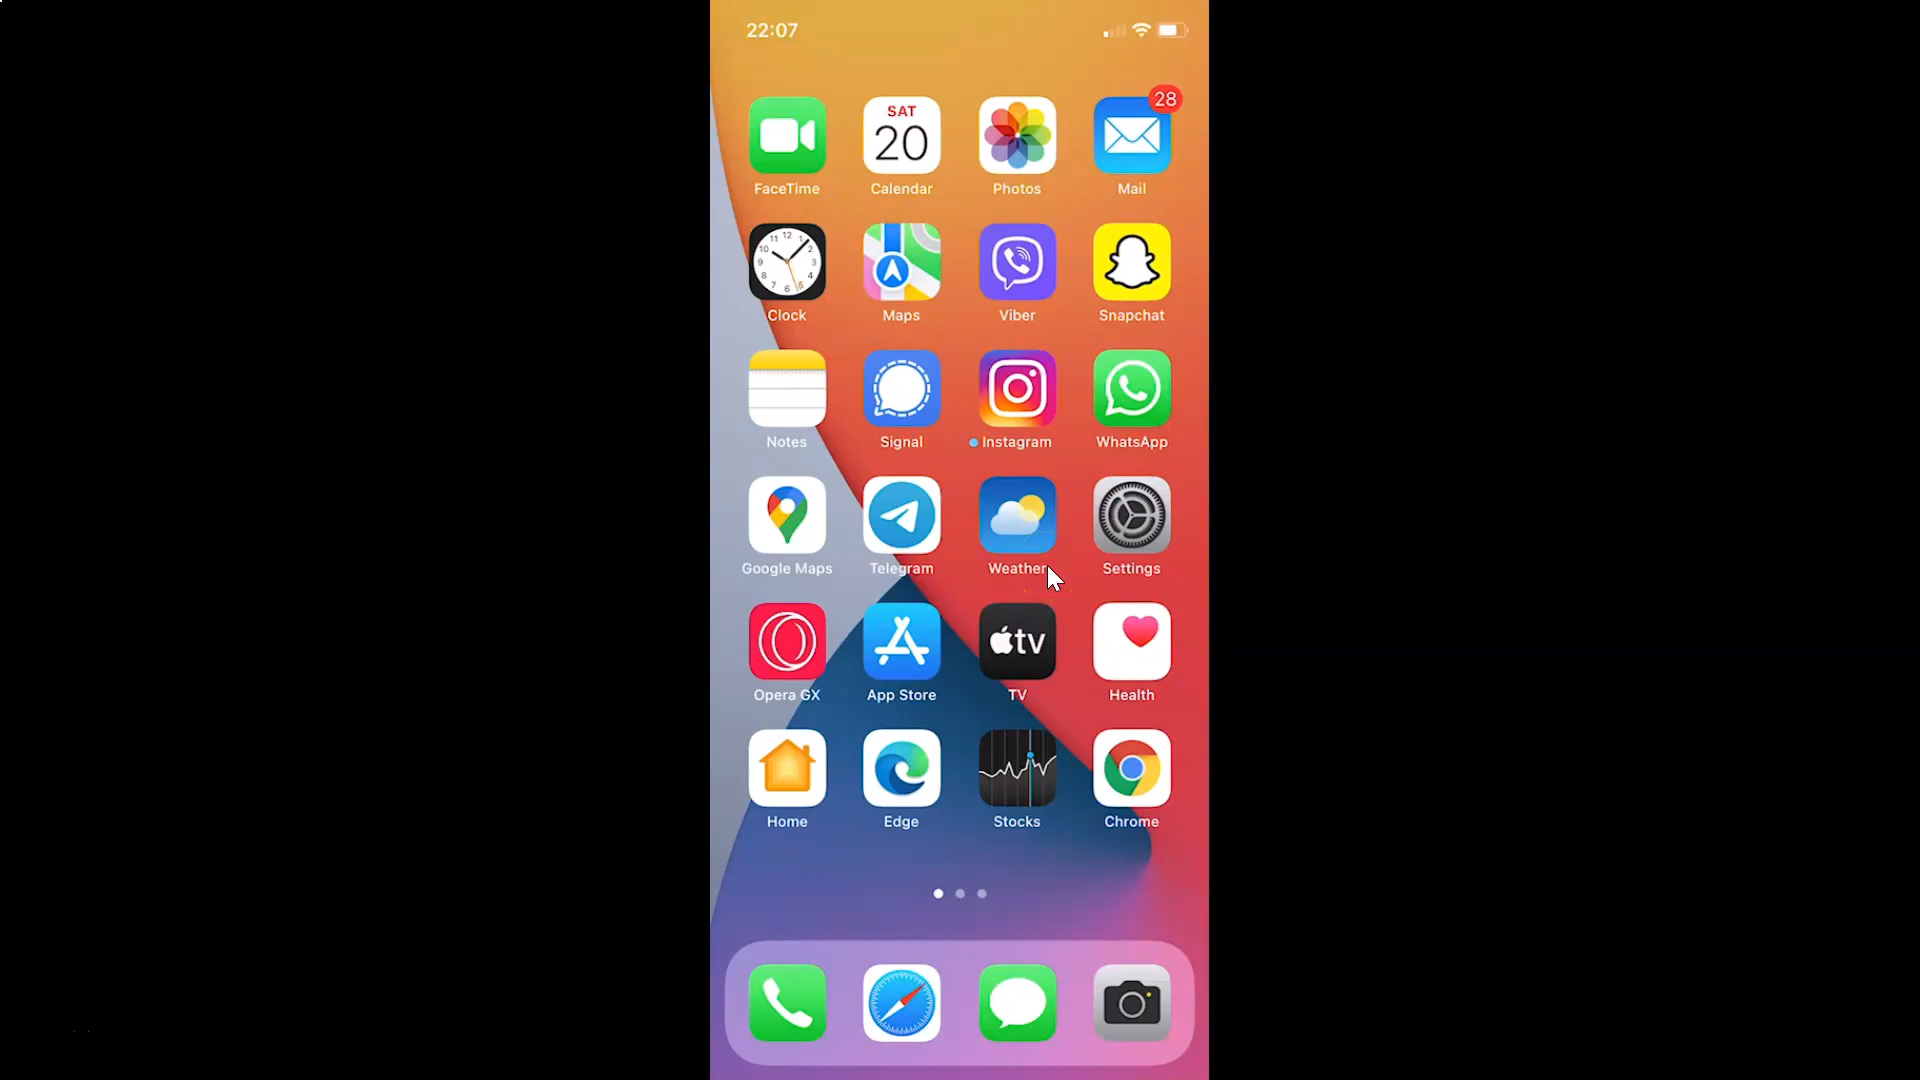 22:07
28
SAT
20
FaceTime Calendar Photos Mail
Clock Maps Viber Snapchat
Notes Signal Instagram WhatsApp
Google Maps Telegram Weather Settings
tv
Opera GX App Store TV Health
Home Edge Stocks Chrome